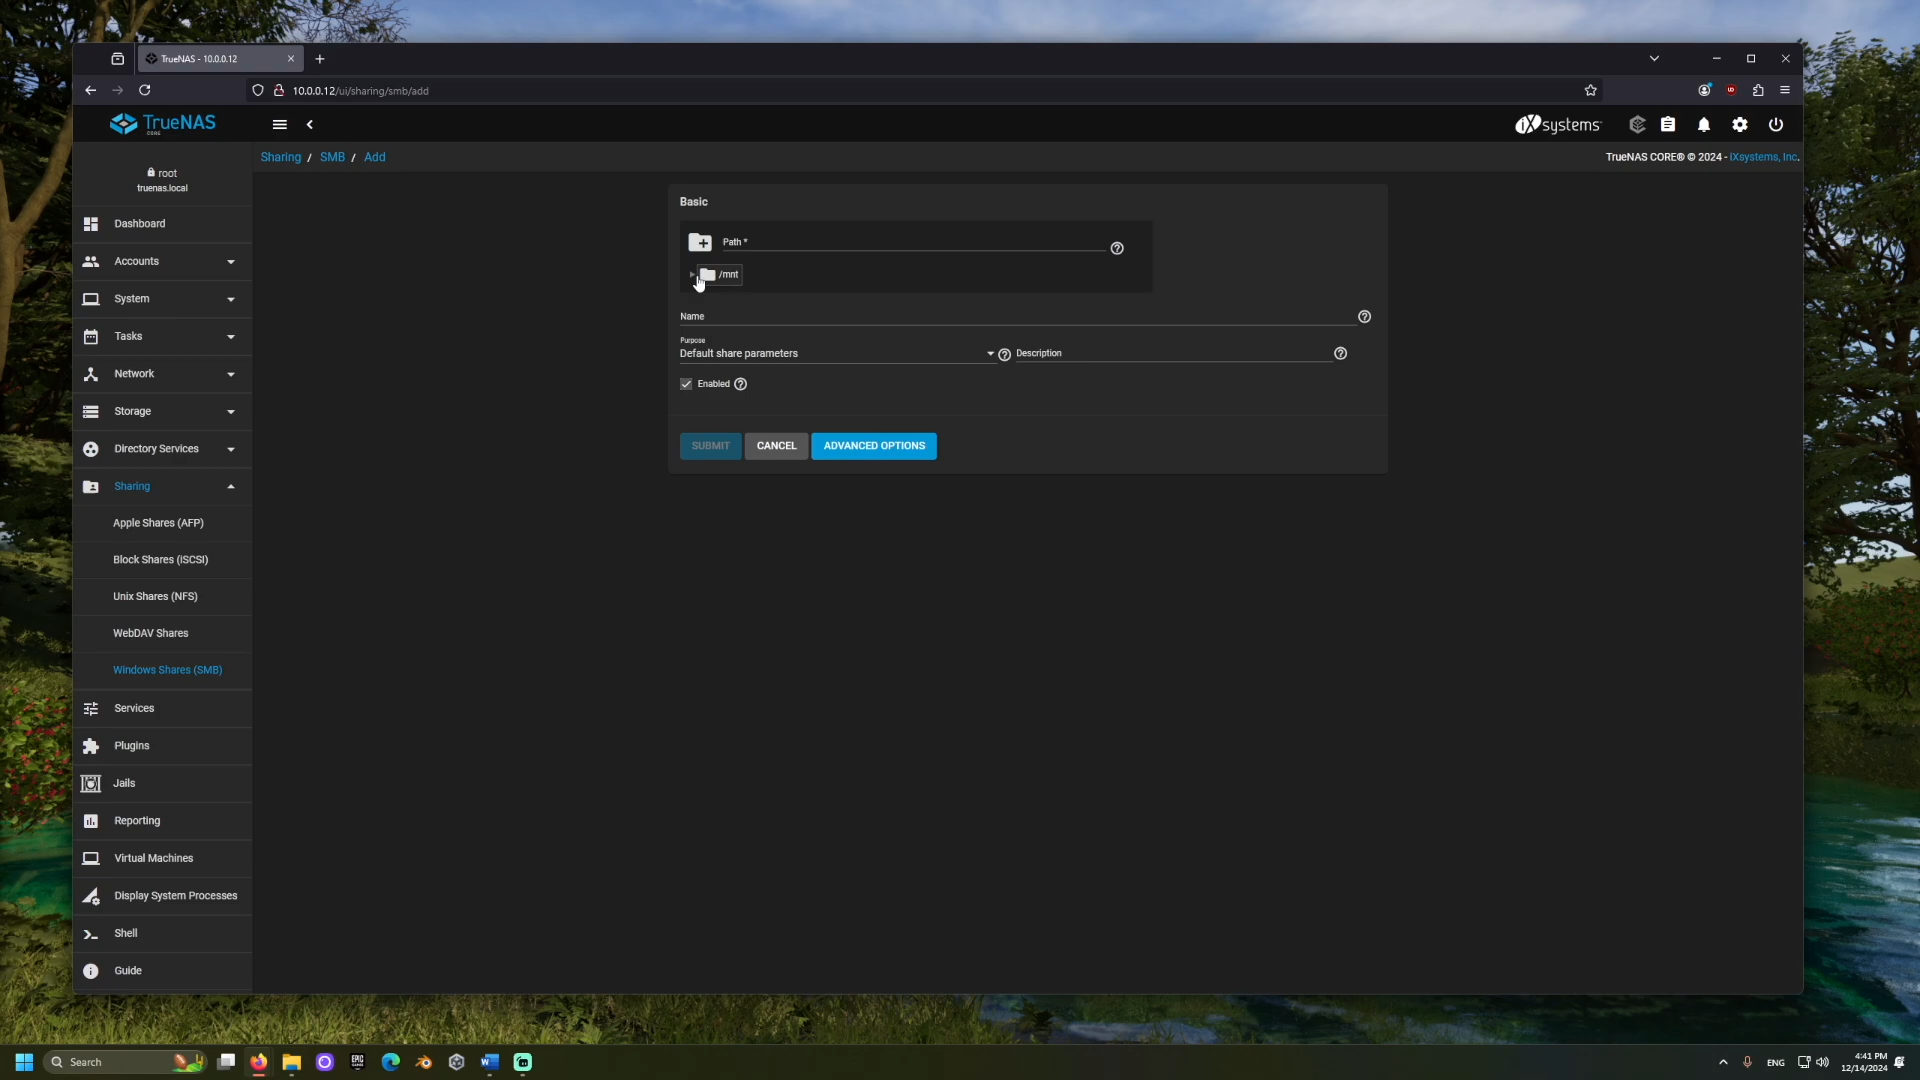 TrueNAS - 10.0.0.12
10.0.0.12/ui/sharing/smb/add
TrueNAS
CORE
iXsystems
Sharing / SMB / Add
TrueNAS CORE® © 2024 - iXsystems, Inc.
root
truenas.local
Dashboard
Accounts
System
Tasks
Network
Storage
Directory Services
Sharing
Apple Shares (AFP)
Block Shares (iSCSI)
Unix Shares (NFS)
WebDAV Shares
Windows Shares (SMB)
Services
Plugins
Jails
Reporting
Virtual Machines
Display System Processes
Shell
Guide
Basic
Path *
/mnt
Name
Purpose
Default share parameters
Description
Enabled
SUBMIT
CANCEL
ADVANCED OPTIONS
Search
EPIC
GAMES
ENG
4:41 PM
12/14/2024